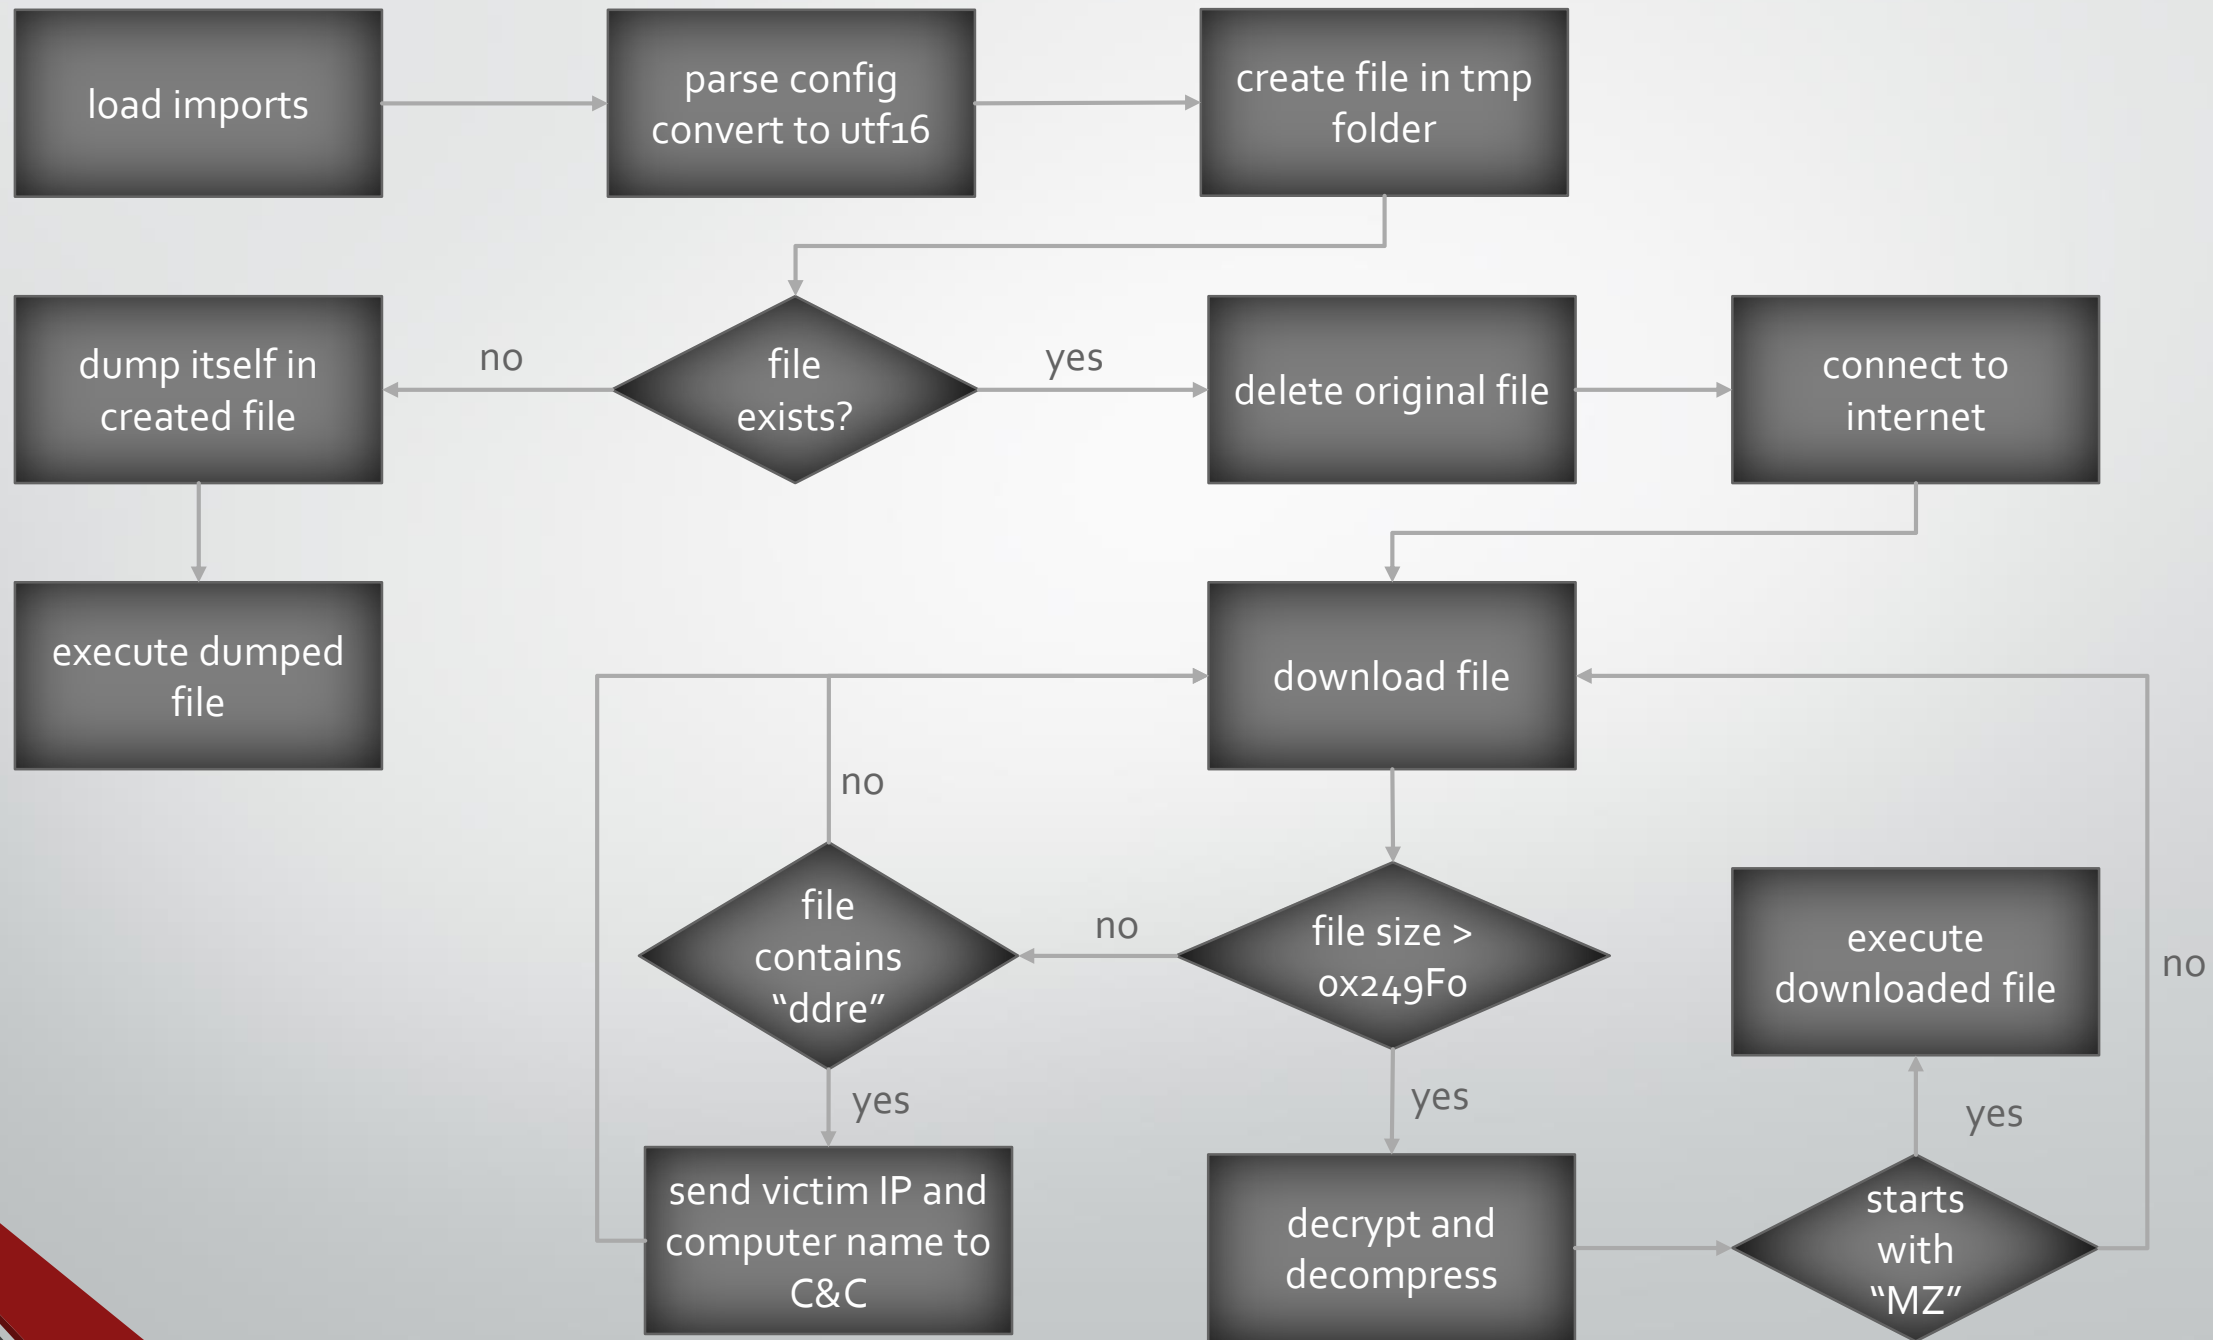 load imports
parse config
convert to utf16
create file in tmp
folder
dump itself in
created file
no
file
exists?
yes
delete original file
connect to
internet
execute dumped
file
download file
no
file
contains
“ddre”
no
file size >
0x249F0
execute
downloaded file
no
yes
yes
yes
send victim IP and
computer name to
C&C
decrypt and
decompress
starts
with
“MZ”